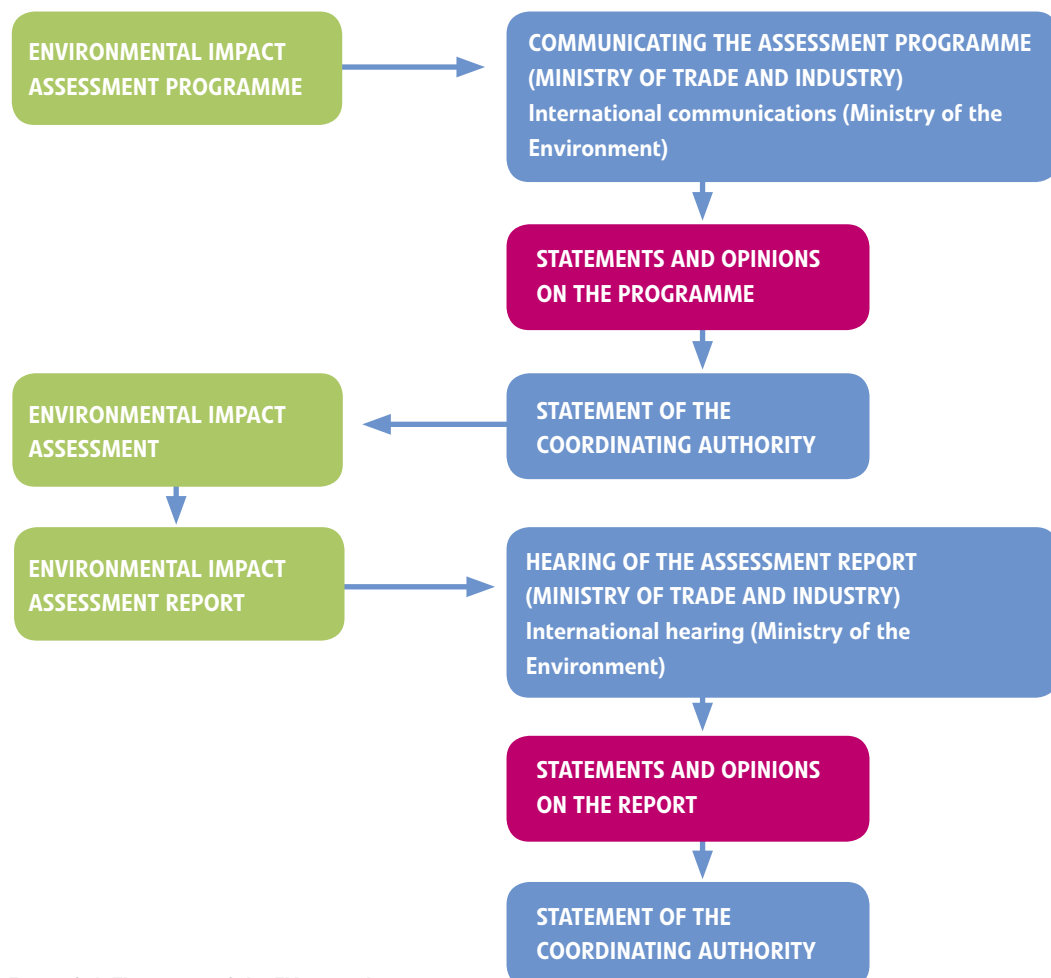 ENVIRONMENTAL IMPACT
ASSESSMENT PROGRAMME
COMMUNICATING THE ASSESSMENT PROGRAMME
(MINISTRY OF TRADE AND INDUSTRY)
International communications (Ministry of the
Environment)
STATEMENTS AND OPINIONS
ON THE PROGRAMME
STATEMENT OF THE
COORDINATING AUTHORITY
ENVIRONMENTAL IMPACT
ASSESSMENT
ENVIRONMENTAL IMPACT
ASSESSMENT REPORT
HEARING OF THE ASSESSMENT REPORT
(MINISTRY OF TRADE AND INDUSTRY)
International hearing (Ministry of the
Environment)
STATEMENTS AND OPINIONS
ON THE REPORT
STATEMENT OF THE
COORDINATING AUTHORITY